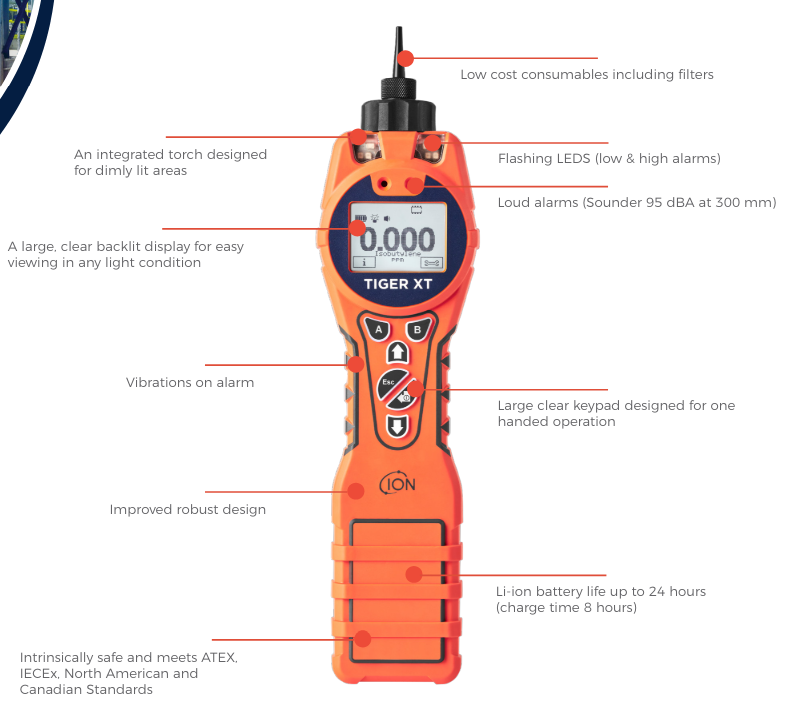 Low cost consumables including filters
An integrated torch designed
for dimly lit areas
Flashing LEDS (low & high alarms)
Loud alarms (Sounder 95 dBA at 300 mm)
A large, clear backlit display for easy
viewing in any light condition
0.000
isobutylene
PPM
i
TIGER XT
A
B
Esc
Vibrations on alarm
Large clear keypad designed for one
handed operation
ION
Improved robust design
Li-ion battery life up to 24 hours
(charge time 8 hours)
Intrinsically safe and meets ATEX,
IECEx, North American and
Canadian Standards